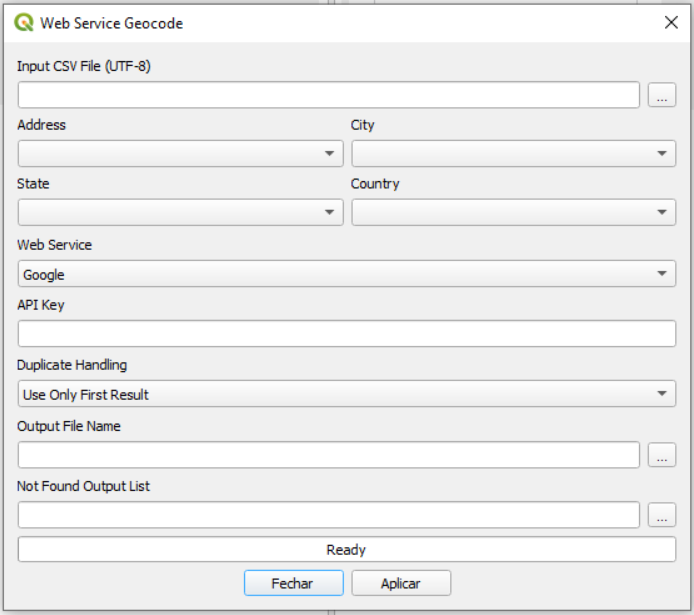 Web Service Geocode
Input CSV File (UTF-8)
...
Address City
State Country
Web Service
Google
API Key
Duplicate Handling
Use Only First Result
Output File Name
...
Not Found Output List
...
Ready
Fechar Aplicar